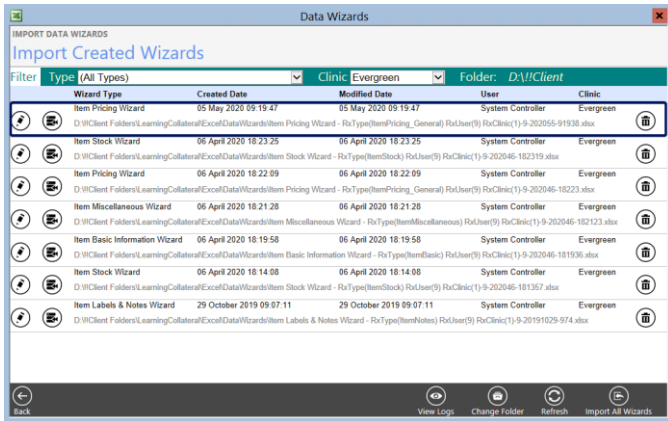 Data Wizards
IMPORT DATA WIZARDS
Import Created Wizards
Filter Type (All Types) Clinic Evergreen Folder: D:\!!Client
Wizard Type Created Date Modified Date User Clinic
Item Pricing Wizard 05 May 2020 09:19:47 05 May 2020 09:19:47 System Controller Evergreen
D:\!!Client Folders\LearningCollateral\Excel\DataWizards\Item Pricing Wizard - RxType(ItemPricing_General) RxUser(9) RxClinic(1)-9-202055-91938.xlsx
Item Stock Wizard 06 April 2020 18:23:25 06 April 2020 18:23:25 System Controller Evergreen
D:\!!Client Folders\LearningCollateral\Excel\DataWizards\Item Stock Wizard - RxType(ItemStock) RxUser(9) RxClinic(1)-9-202046-182319.xlsx
Item Pricing Wizard 06 April 2020 18:22:09 06 April 2020 18:22:09 System Controller Evergreen
D:\!!Client Folders\LearningCollateral\Excel\DataWizards\Item Pricing Wizard - RxType(ItemPricing_General) RxUser(9) RxClinic(1)-9-202046-18223.xlsx
Item Miscellaneous Wizard 06 April 2020 18:21:28 06 April 2020 18:21:28 System Controller Evergreen
D:\!!Client Folders\LearningCollateral\Excel\DataWizards\Item Miscellaneous Wizard - RxType(ItemMiscellaneous) RxUser(9) RxClinic(1)-9-202046-182123.xlsx
Item Basic Information Wizard 06 April 2020 18:19:58 06 April 2020 18:19:58 System Controller Evergreen
D:\!!Client Folders\LearningCollateral\Excel\DataWizards\Item Basic Information Wizard - RxType(ItemBasic) RxUser(9) RxClinic(1)-9-202046-181936.xlsx
Item Stock Wizard 06 April 2020 18:14:08 06 April 2020 18:14:08 System Controller Evergreen
D:\!!Client Folders\LearningCollateral\Excel\DataWizards\Item Stock Wizard - RxType(ItemStock) RxUser(9) RxClinic(1)-9-202046-181357.xlsx
Item Labels & Notes Wizard 29 October 2019 09:07:11 29 October 2019 09:07:11 System Controller Evergreen
D:\!!Client Folders\LearningCollateral\Excel\DataWizards\Item Labels & Notes Wizard - RxType(ItemNotes) RxUser(9) RxClinic(1)-9-20191029-974.xlsx
Back View Logs Change Folder Refresh Import All Wizards